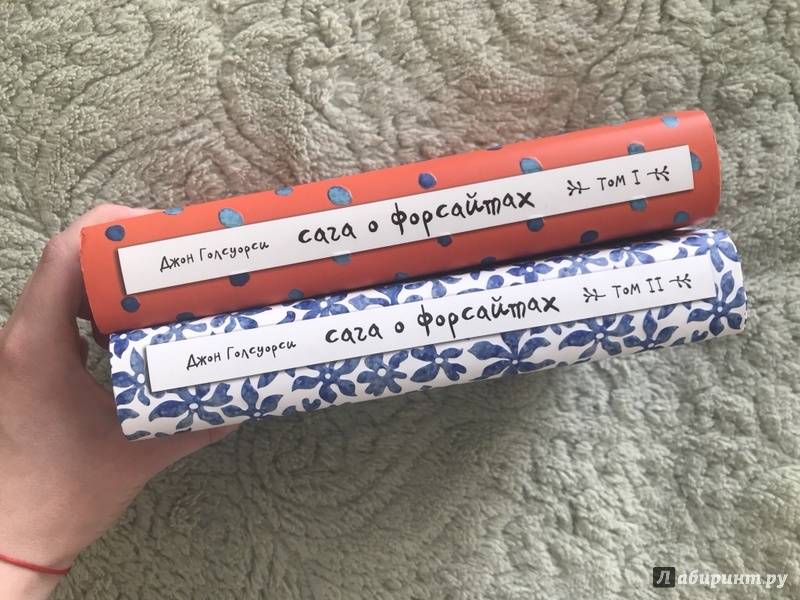 Джон Голсуорси сага о форсайтах том I
Джон Голсуорси сага о форсайтах том II
Лабиринт.ру